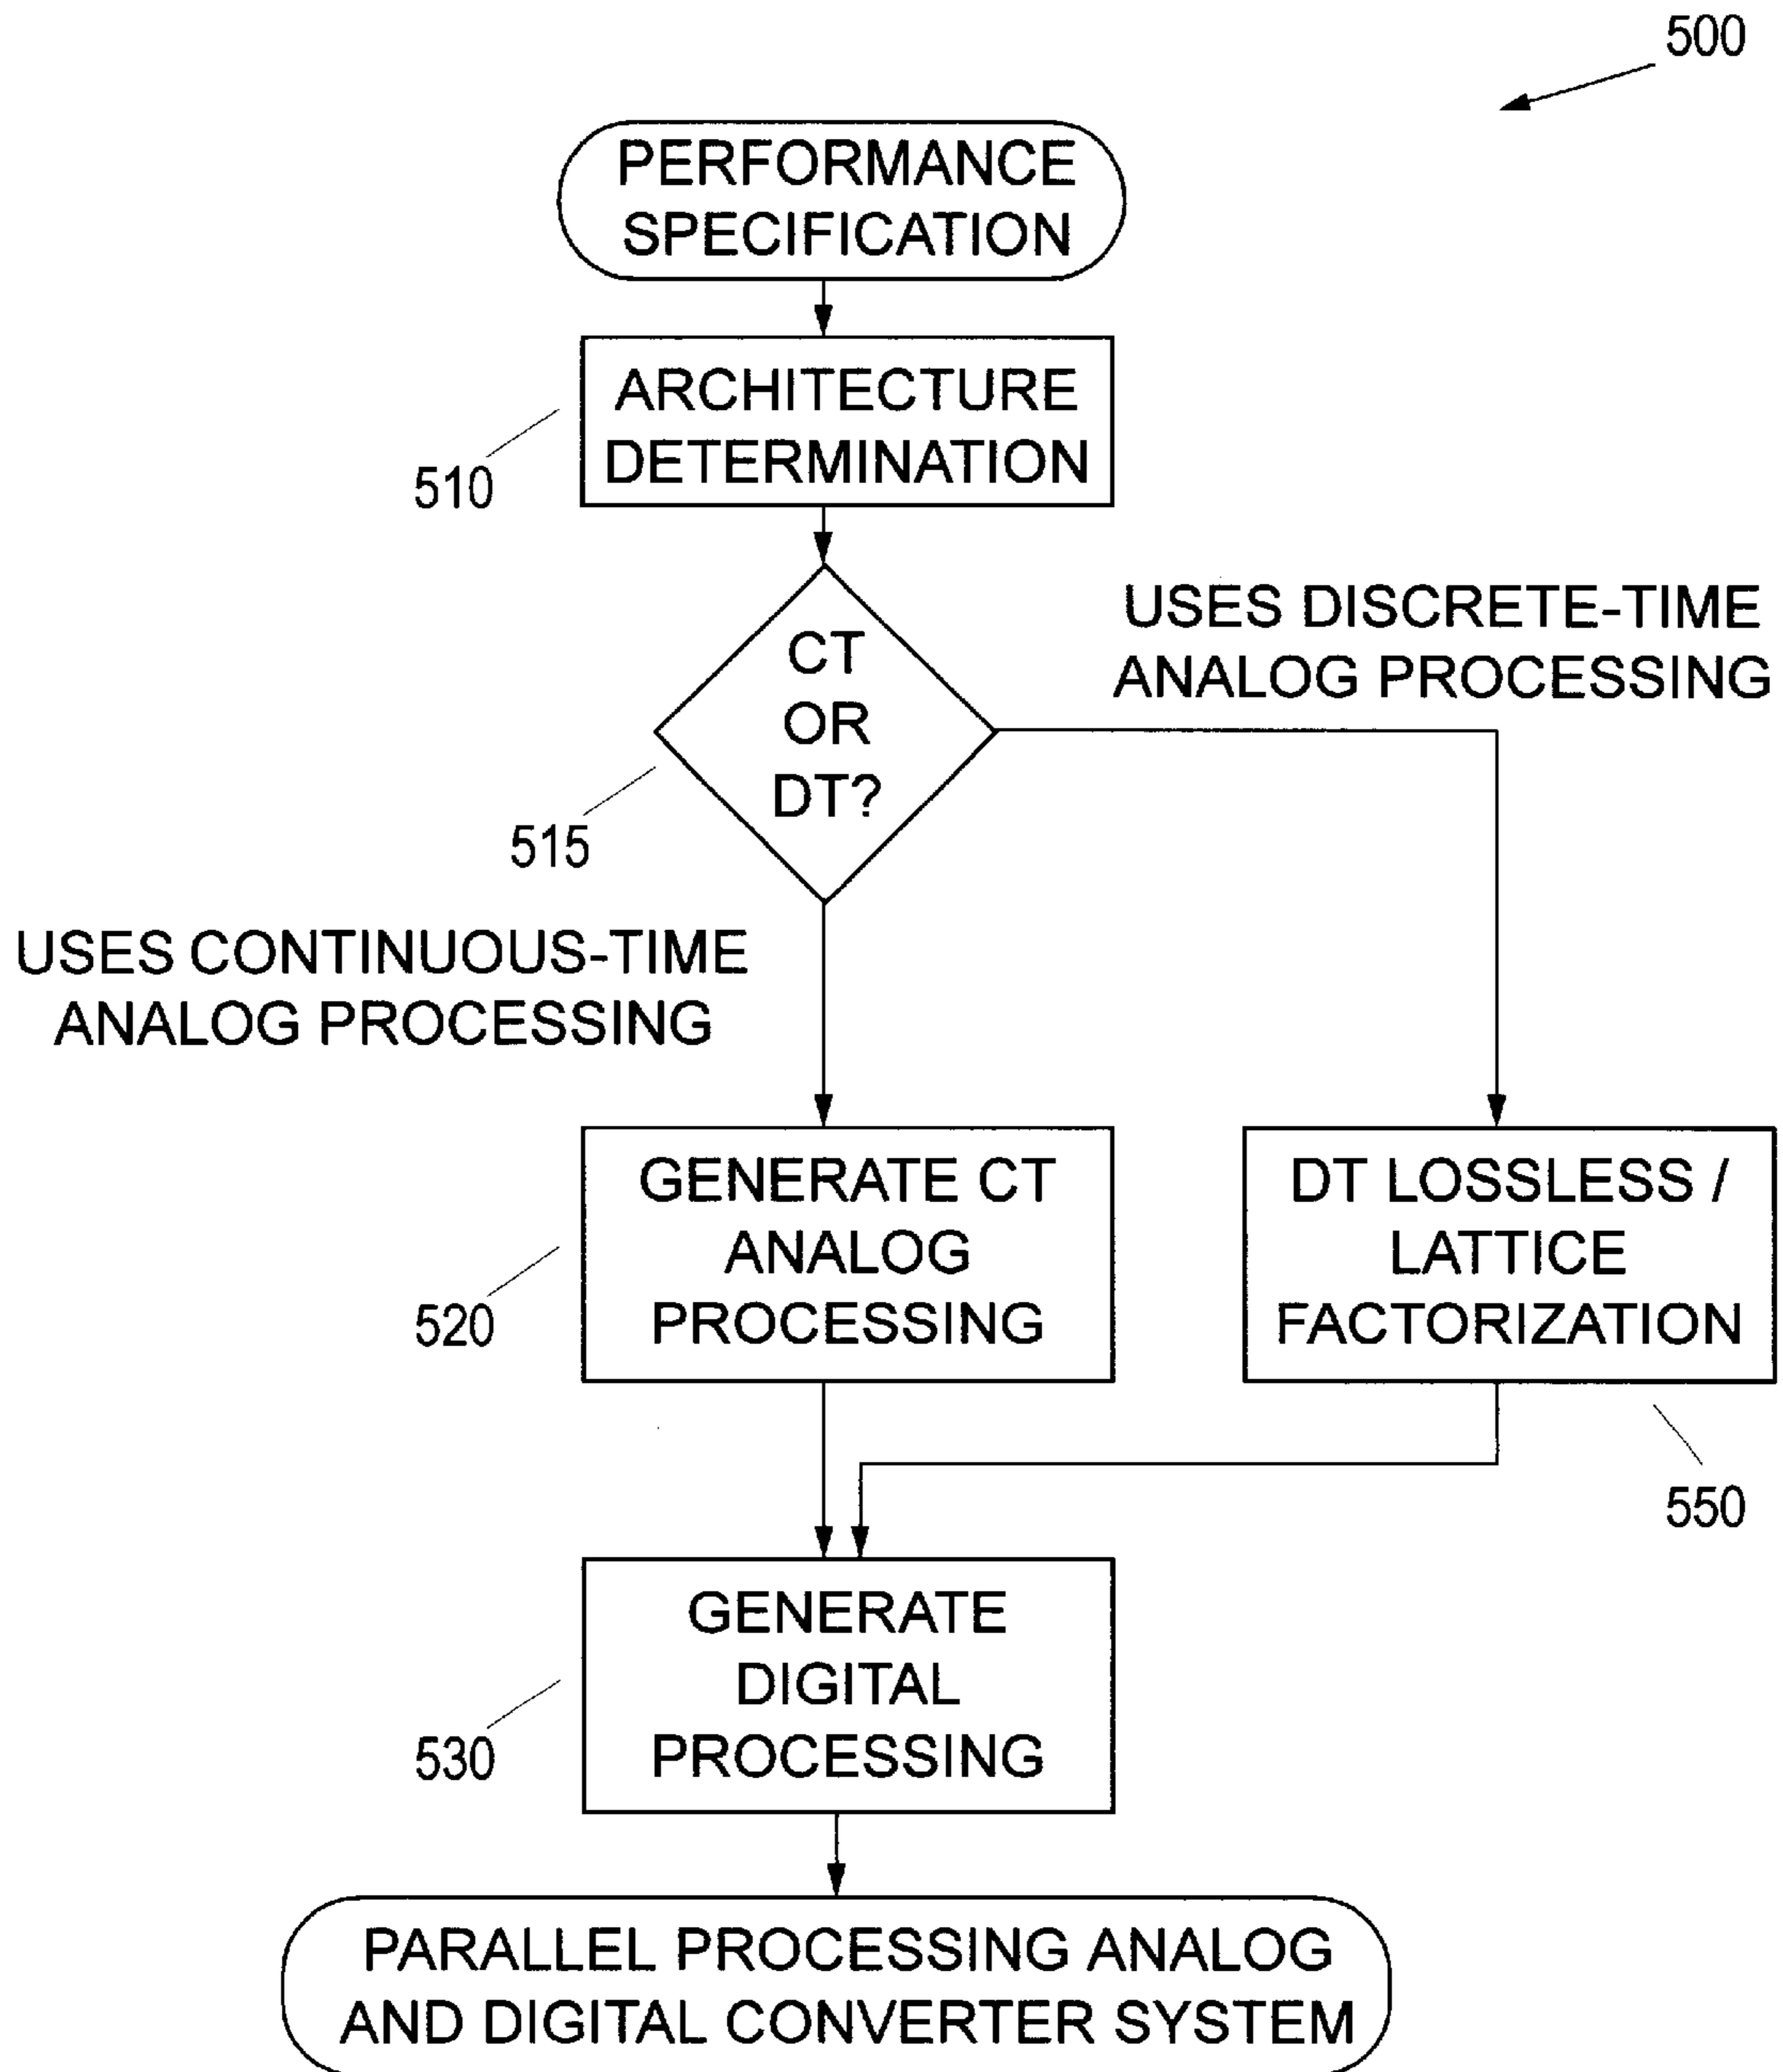 500
PERFORMANCE
SPECIFICATION
ARCHITECTURE
DETERMINATION
510
CT
OR
DT?
515
USES DISCRETE-TIME
ANALOG PROCESSING
USES CONTINUOUS-TIME
ANALOG PROCESSING
GENERATE CT
ANALOG
PROCESSING
520
DT LOSSLESS /
LATTICE
FACTORIZATION
550
GENERATE
DIGITAL
PROCESSING
530
PARALLEL PROCESSING ANALOG
AND DIGITAL CONVERTER SYSTEM